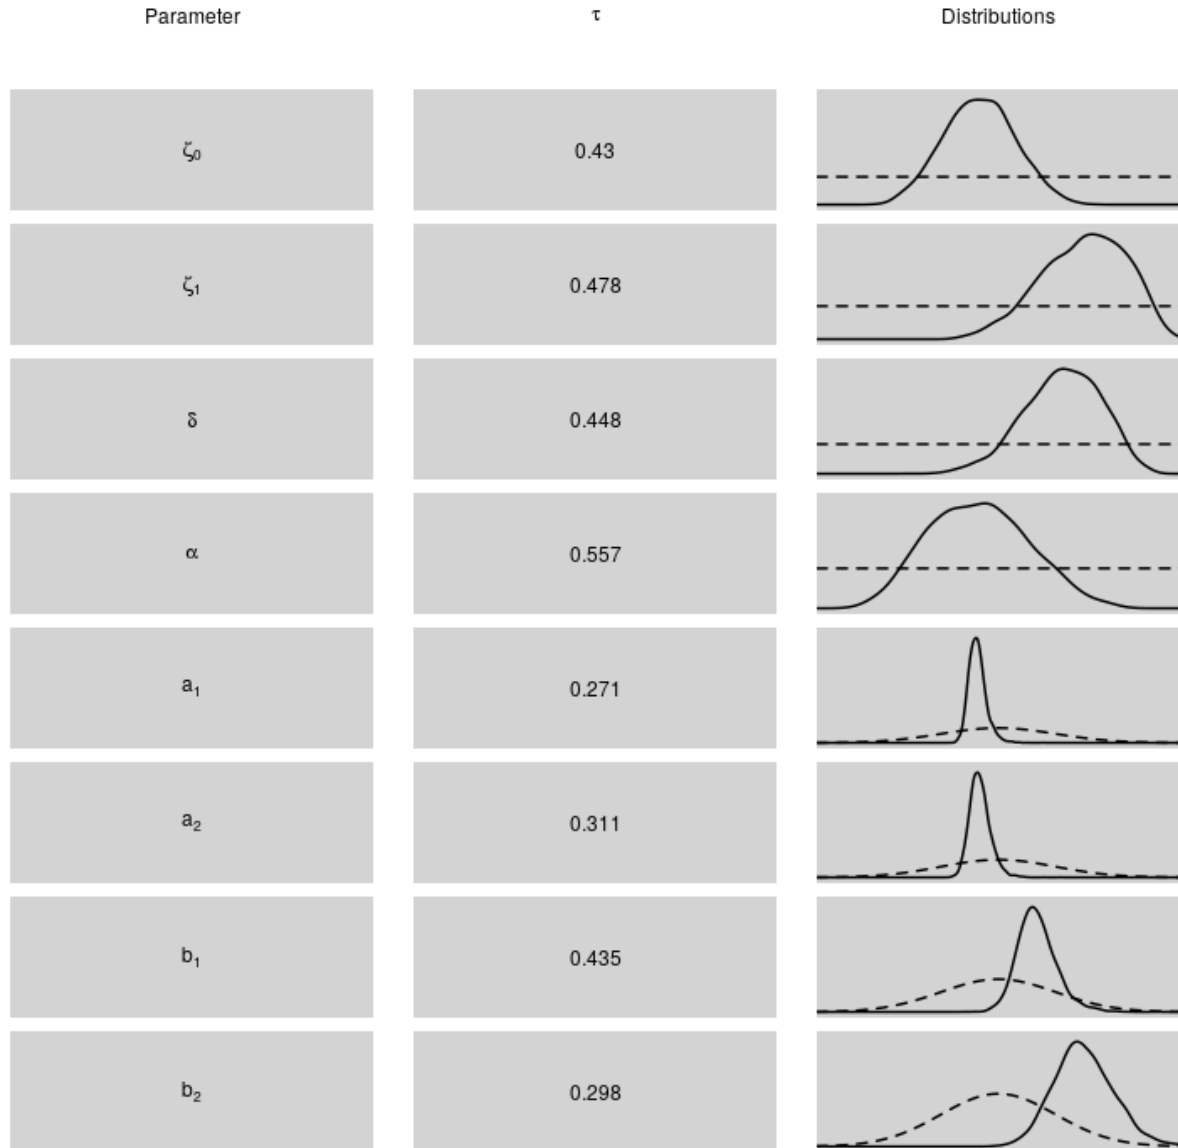 Parameter τ Distributions
ζ₀ 0.43
ζ₁ 0.478
δ 0.448
α 0.557
a₁ 0.271
a₂ 0.311
b₁ 0.435
b₂ 0.298